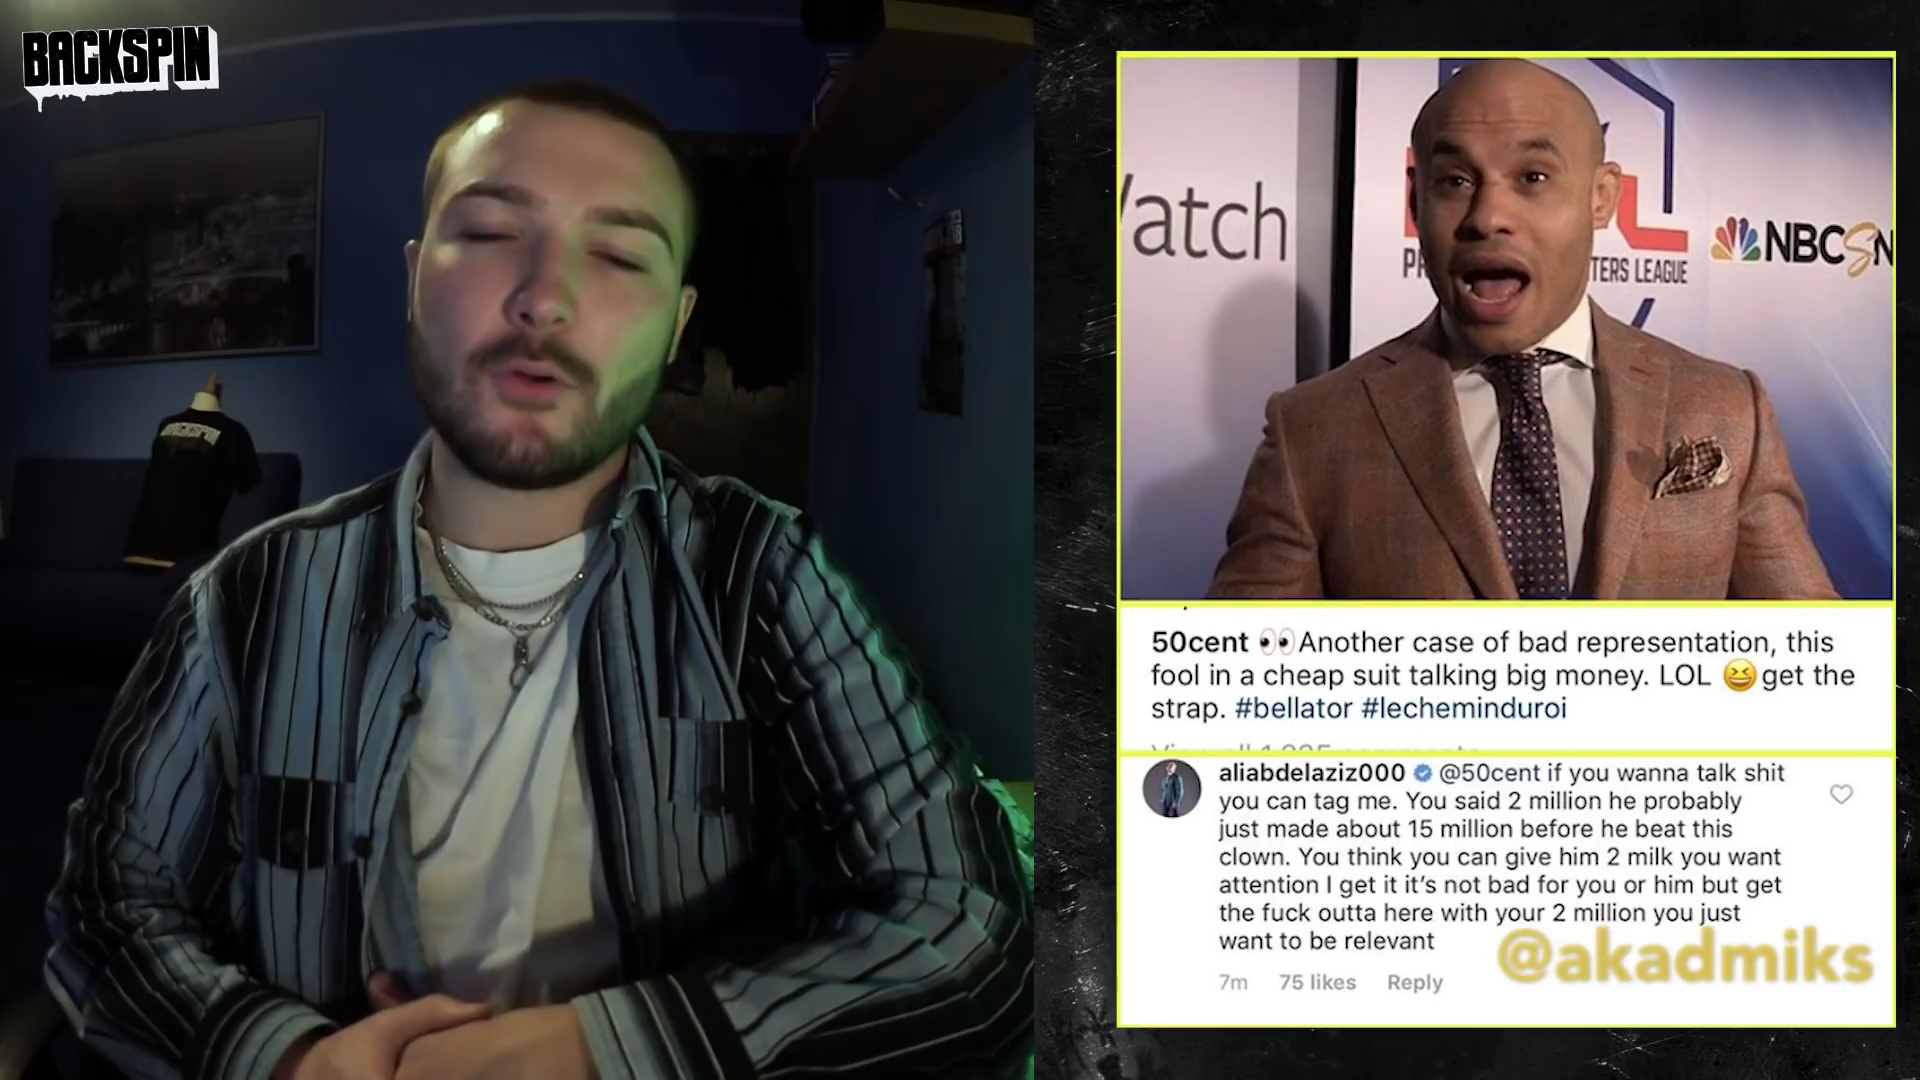 BACKSPIN
BACKSPIN
Watch
NBCSN
TERS LEAGUE
50cent 👀Another case of bad representation, this
fool in a cheap suit talking big money. LOL 😆get the
strap. #bellator #lecheminduroi
aliabdelaziz000 @50cent if you wanna talk shit
you can tag me. You said 2 million he probably
just made about 15 million before he beat this
clown. You think you can give him 2 milk you want
attention I get it it's not bad for you or him but get
the fuck outta here with your 2 million you just
want to be relevant
@akadmiks
7m 75 likes Reply